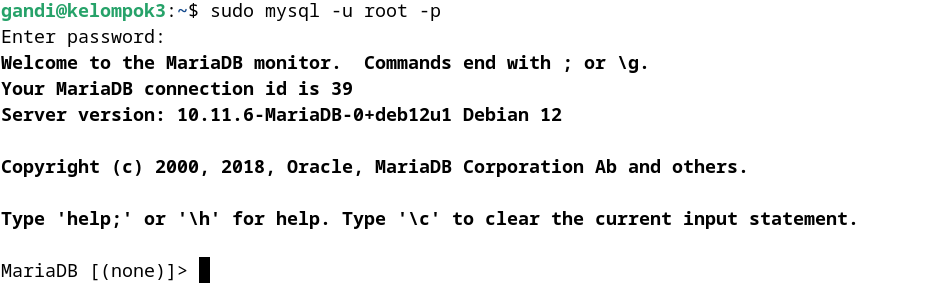 gandi@kelompok3:~$ sudo mysql -u root -p
Enter password:
Welcome to the MariaDB monitor.  Commands end with ; or \g.
Your MariaDB connection id is 39
Server version: 10.11.6-MariaDB-0+deb12u1 Debian 12
Copyright (c) 2000, 2018, Oracle, MariaDB Corporation Ab and others.
Type 'help;' or '\h' for help. Type '\c' to clear the current input statement.
MariaDB [(none)]>